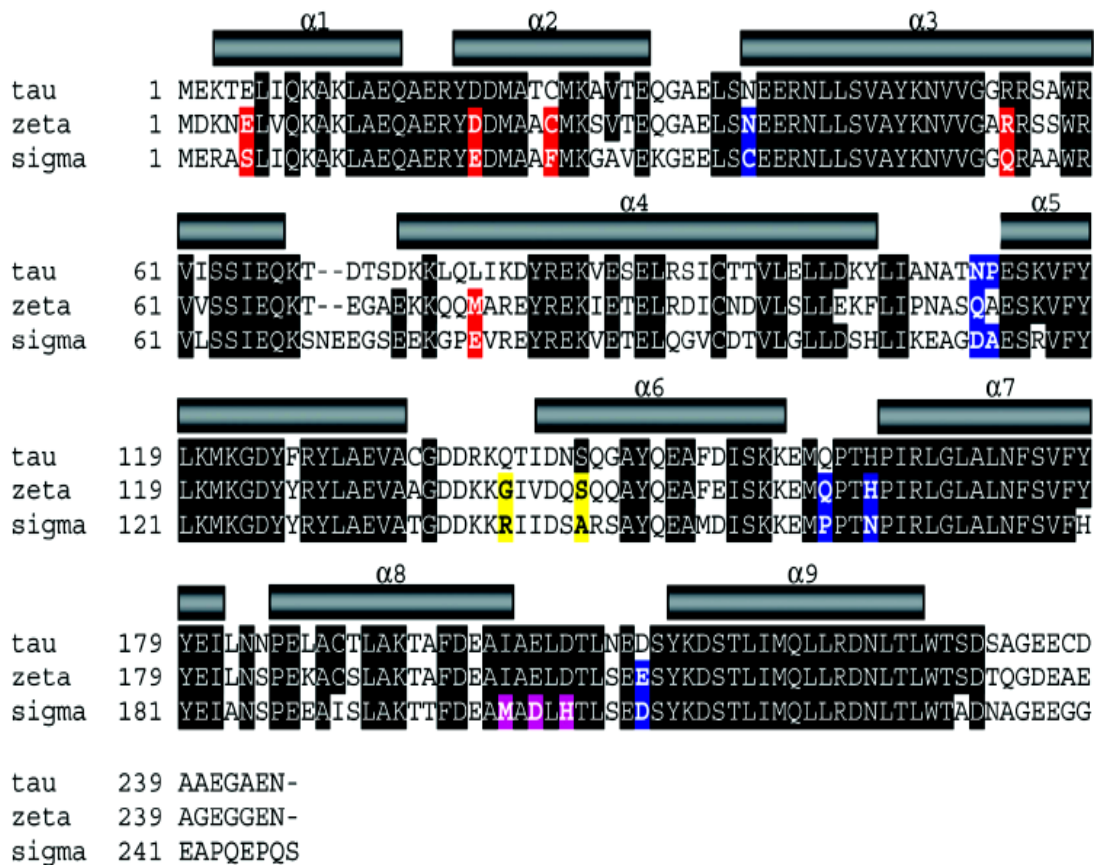 α1 α2 α3
tau 1 MEKTELIQKAKLAEQAERYDDMATCMKAVTEQGAELSNEERNLLSVAYKNVVGGRRSAWR
zeta 1 MDKNELVQKAKLAEQAERYDDMAACMKSVTEQGAELSNEERNLLSVAYKNVVGARRSSWR
sigma 1 MERASLIQKAKLAEQAERYEDMAAFMKGAVEKGEELSCEERNLLSVAYKNVVGGQRAAWR
α4 α5
tau 61 VISSIEQKT--DTSDKKLQLIKDYREKVESELRSICTTVLELLDKYLIANATNPESKVFY
zeta 61 VVSSIEQKT--EGAEKKQQMAREYREKIETELRDICNDVLSLLEKFLIPNASQAESKVFY
sigma 61 VLSSIEQKSNEEGSEEKGPEVREYREKVETELQGVCDTVLGLLDSHLIKEAGDAESRVFY
α6 α7
tau 119 LKMKGDYFRYLAEVACGDDRKQTIDNSQGAYQEAFDISKKEMQPTHPIRLGLALNFSVFY
zeta 119 LKMKGDYYRYLAEVAAGDDKKGIVDQSQQAYQEAFEISKKEMQPTHPIRLGLALNFSVFY
sigma 121 LKMKGDYYRYLAEVATGDDKKRIIDSARSAYQEAMDISKKEMPPTNPIRLGLALNFSVFH
α8 α9
tau 179 YEILNNPELACTLAKTAFDEAIAELDTLNEDSYKDSTLIMQLLRDNLTLWTSDSAGEECD
zeta 179 YEILNSPEKACSLAKTAFDEAIAELDTLSEESYKDSTLIMQLLRDNLTLWTSDTQGDEAE
sigma 181 YEIANSPEEAISLAKTTFDEAMADLHTLSEDSYKDSTLIMQLLRDNLTLWTADNAGEEGG
tau 239 AAEGAEN-
zeta 239 AGEGGEN-
sigma 241 EAPQEPQS